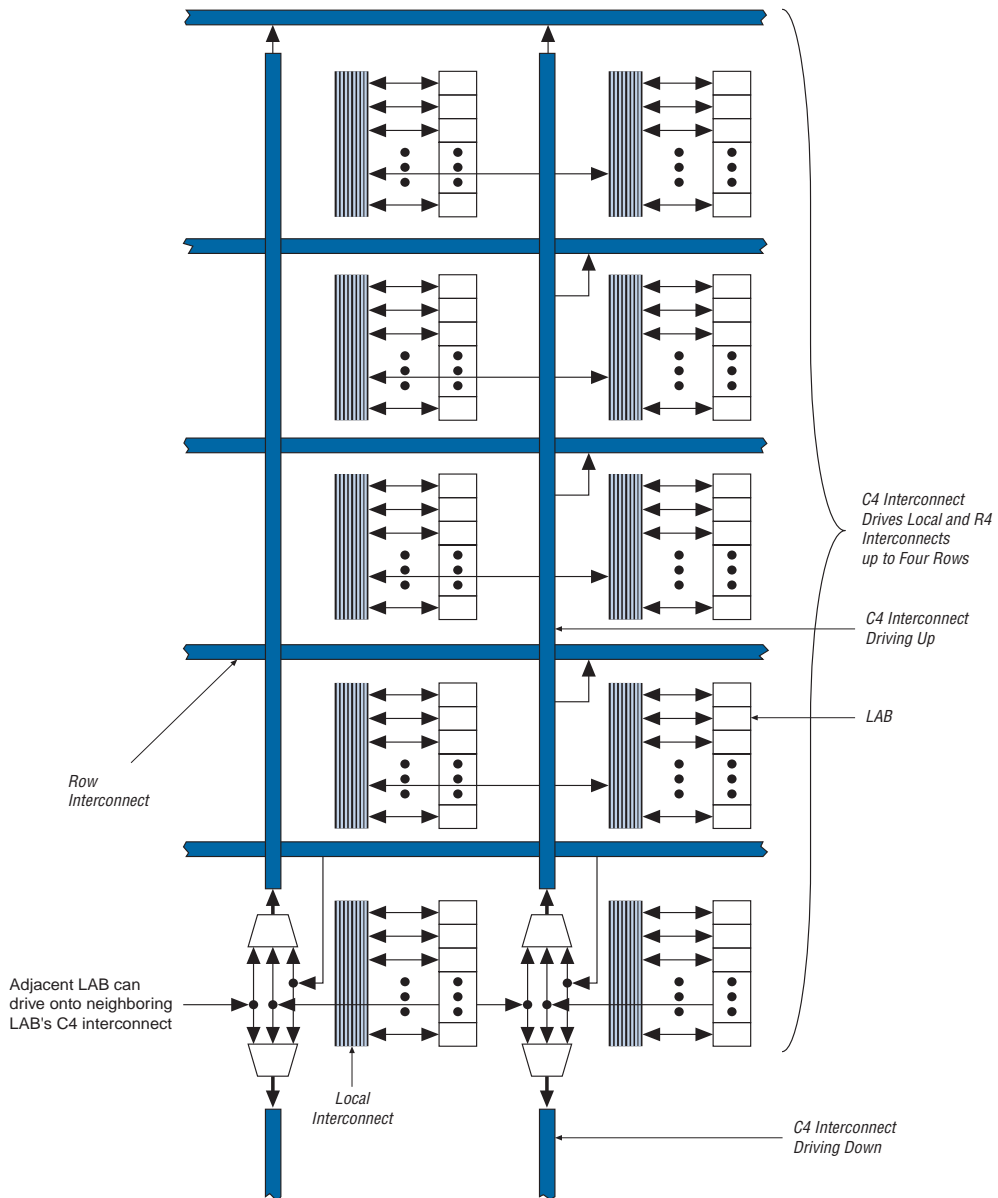 C4 Interconnect
Drives Local and R4
Interconnects
up to Four Rows
C4 Interconnect
Driving Up
LAB
Row
Interconnect
Adjacent LAB can
drive onto neighboring
LAB's C4 interconnect
Local
Interconnect
C4 Interconnect
Driving Down